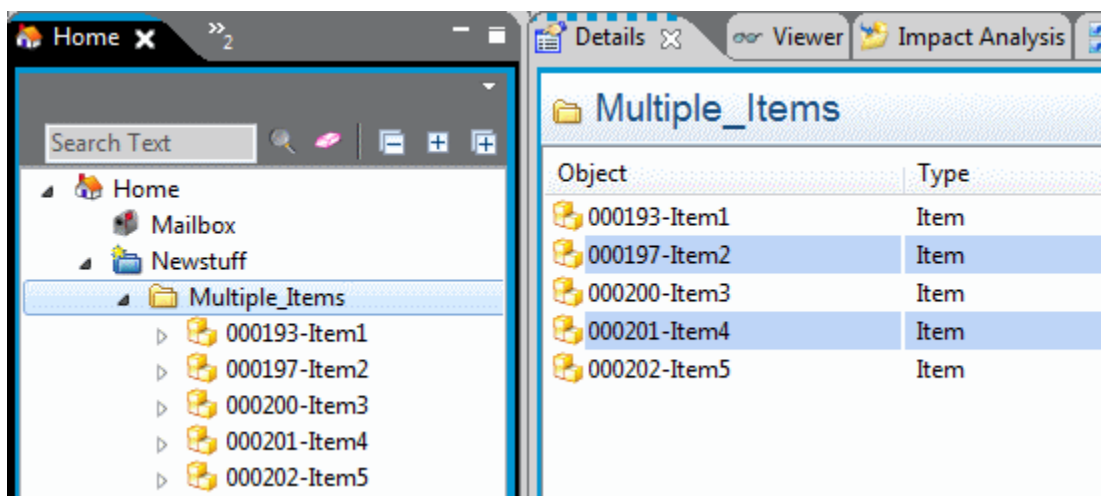 Home
2
Search Text
Home
Mailbox
Newstuff
Multiple_Items
000193-Item1
000197-Item2
000200-Item3
000201-Item4
000202-Item5
Details Viewer Impact Analysis
Multiple_Items
Object Type
000193-Item1 Item
000197-Item2 Item
000200-Item3 Item
000201-Item4 Item
000202-Item5 Item